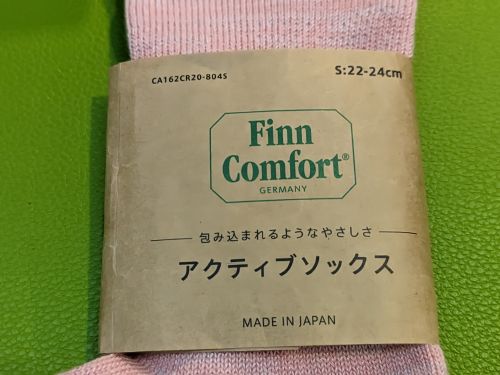 CA162CR20-8045
S:22-24cm
Finn
Comfort®
GERMANY
包み込まれるようなやさしさ
アクティブソックス
MADE IN JAPAN